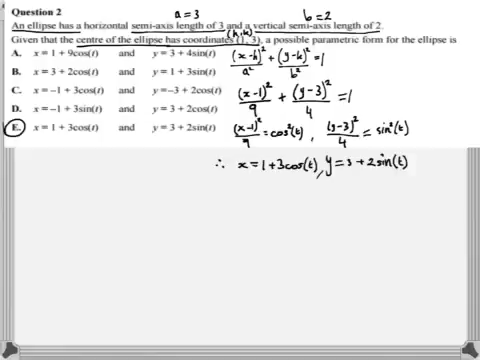 Question 2
a = 3
b = 2
An ellipse has a horizontal semi-axis length of 3 and a vertical semi-axis length of 2.
(h,k)
Given that the centre of the ellipse has coordinates (1, 3), a possible parametric form for the ellipse is
A. x = 1 + 9cos(t) and y = 3 + 4sin(t)
(x-h)²/a² + (y-k)²/b² = 1
B. x = 3 + 2cos(t) and y = 1 + 3sin(t)
C. x = −1 + 3cos(t) and y = −3 + 2cos(t)
(x-1)²/9 + (y-3)²/4 = 1
D. x = −1 + 3sin(t) and y = 3 + 2cos(t)
E. x = 1 + 3cos(t) and y = 3 + 2sin(t)
(x-1)²/9 = cos²(t), (y-3)²/4 = sin²(t)
∴ x = 1 + 3cos(t), y = 3 + 2sin(t)